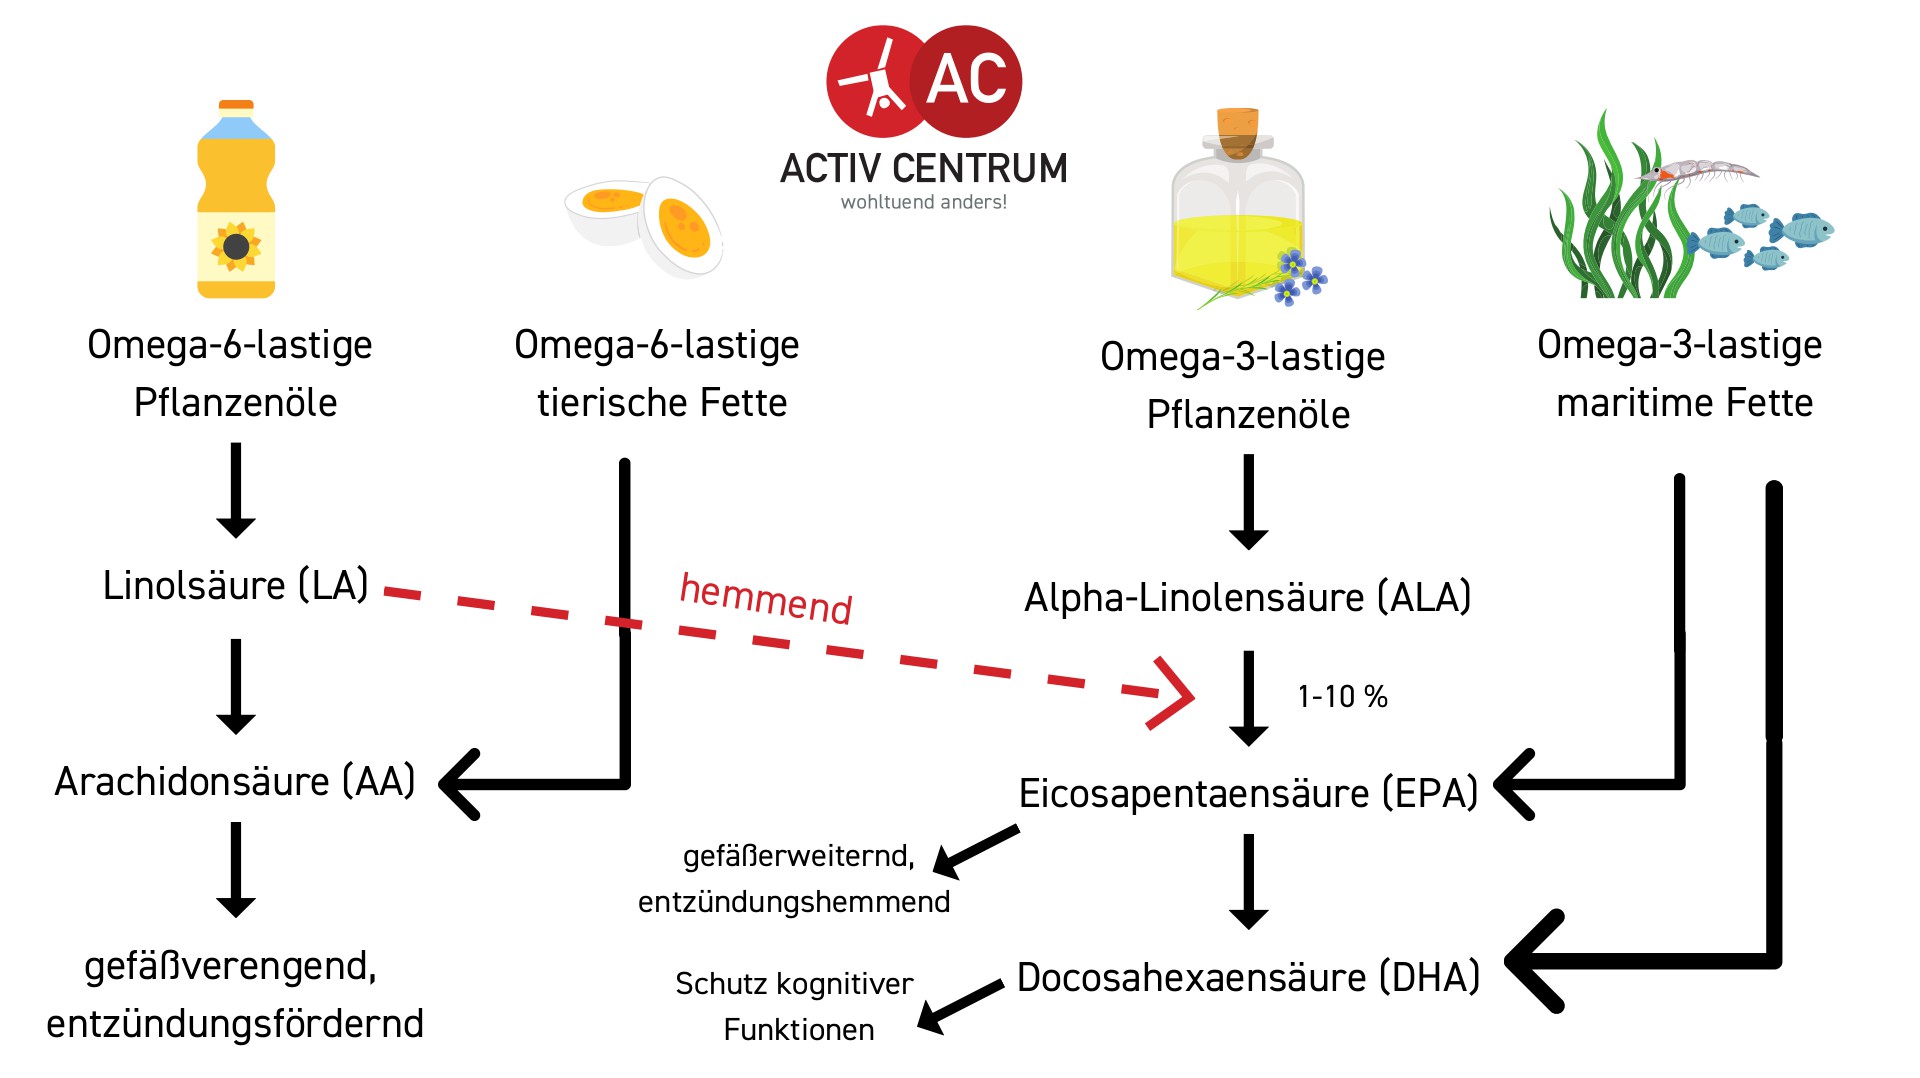 AC
ACTIV CENTRUM
wohltuend anders!
Omega-6-lastige
Pflanzenöle
Omega-6-lastige
tierische Fette
Omega-3-lastige
Pflanzenöle
Omega-3-lastige
maritime Fette
Linolsäure (LA)
hemmend
Alpha-Linolensäure (ALA)
1-10 %
Arachidonsäure (AA)
Eicosapentaensäure (EPA)
gefäßerweiternd,
entzündungshemmend
gefäßverengend,
entzündungsfördernd
Schutz kognitiver
Funktionen
Docosahexaensäure (DHA)